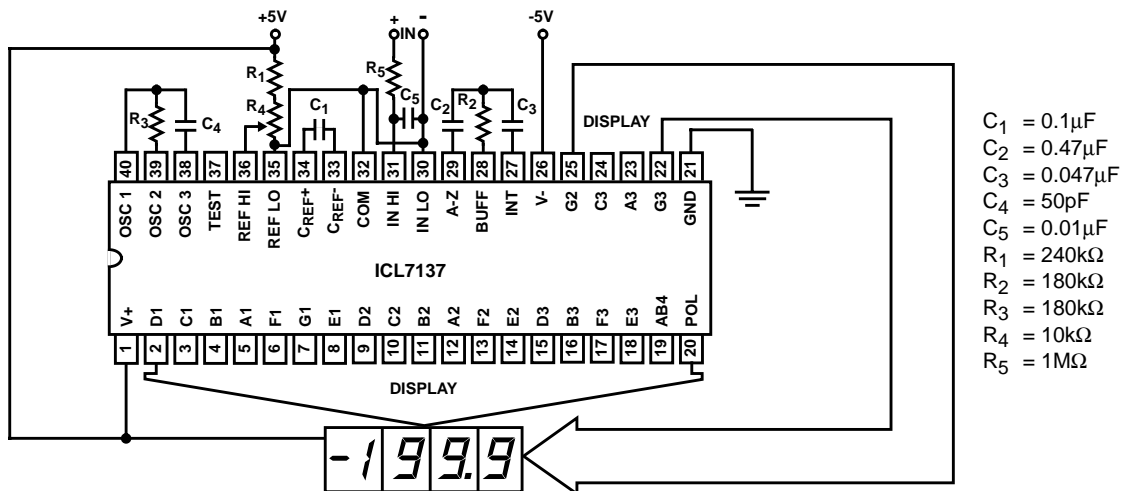 +5V
+ IN -
-5V
R1
R4
R5
C5
C1
R3
C4
C2
R2
C3
DISPLAY
40 39 38 37 36 35 34 33 32 31 30 29 28 27 26 25 24 23 22 21
OSC 1
OSC 2
OSC 3
TEST
REF HI
REF LO
CREF+
CREF-
COM
IN HI
IN LO
A-Z
BUFF
INT
V-
G2
C3
A3
G3
GND
ICL7137
V+
D1
C1
B1
A1
F1
G1
E1
D2
C2
B2
A2
F2
E2
D3
B3
F3
E3
AB4
POL
1 2 3 4 5 6 7 8 9 10 11 12 13 14 15 16 17 18 19 20
DISPLAY
-199.9
C1 = 0.1μF
C2 = 0.47μF
C3 = 0.047μF
C4 = 50pF
C5 = 0.01μF
R1 = 240kΩ
R2 = 180kΩ
R3 = 180kΩ
R4 = 10kΩ
R5 = 1MΩ